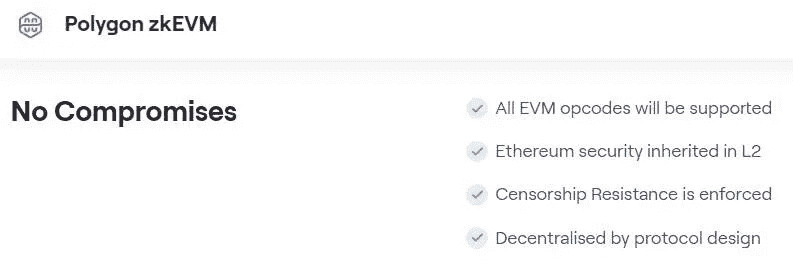 Polygon zkEVM
No Compromises
All EVM opcodes will be supported
Ethereum security inherited in L2
Censorship Resistance is enforced
Decentralised by protocol design